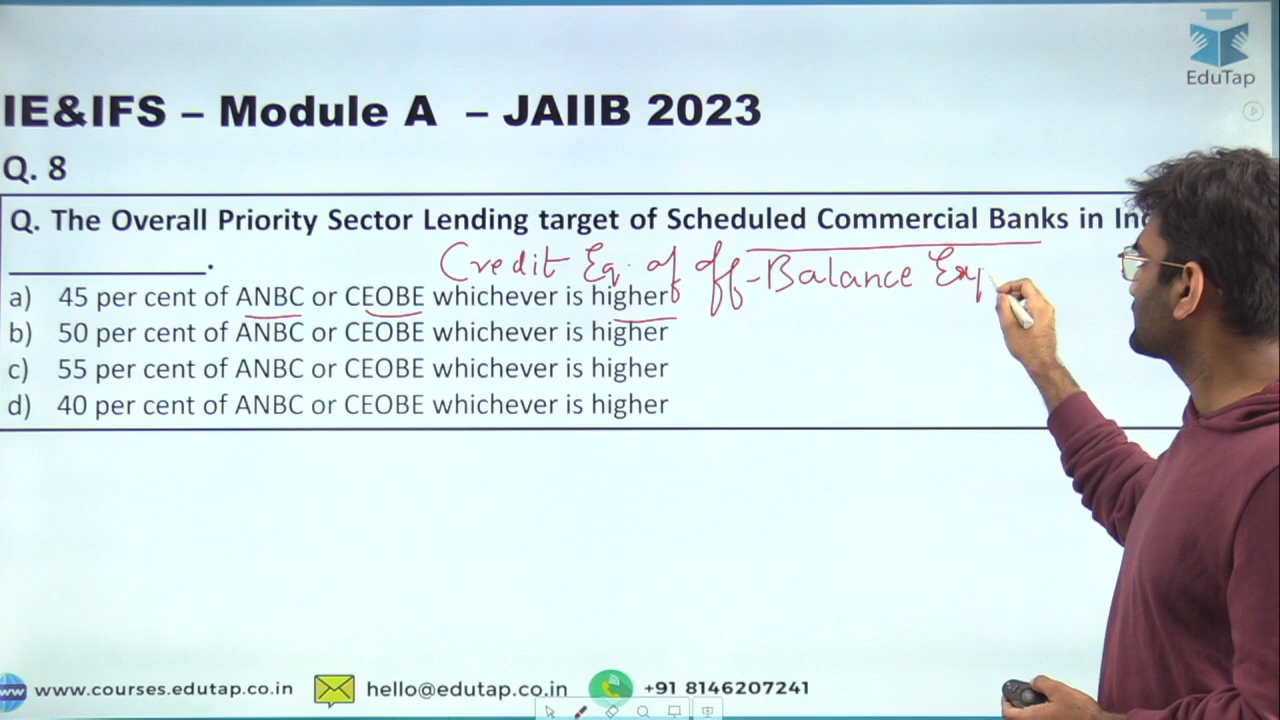 EduTap
IE&IFS – Module A – JAIIB 2023
Q. 8
Q. The Overall Priority Sector Lending target of Scheduled Commercial Banks in
____________.
Credit Eq. of off-Balance Exp
a) 45 per cent of ANBC or CEOBE whichever is higher
b) 50 per cent of ANBC or CEOBE whichever is higher
c) 55 per cent of ANBC or CEOBE whichever is higher
d) 40 per cent of ANBC or CEOBE whichever is higher
www.courses.edutap.co.in hello@edutap.co.in +91 8146207241